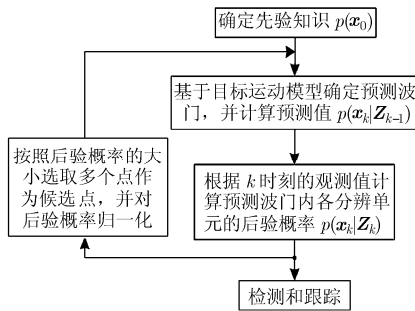 确定先验知识 p(x₀)
基于目标运动模型确定预测波
门，并计算预测值 p(xₖ|Zₖ₋₁)
按照后验概率的大
小选取多个点作
为候选点，并对
后验概率归一化
根据 k 时刻的观测值计
算预测波门内各分辨单
元的后验概率 p(xₖ|Zₖ)
检测和跟踪